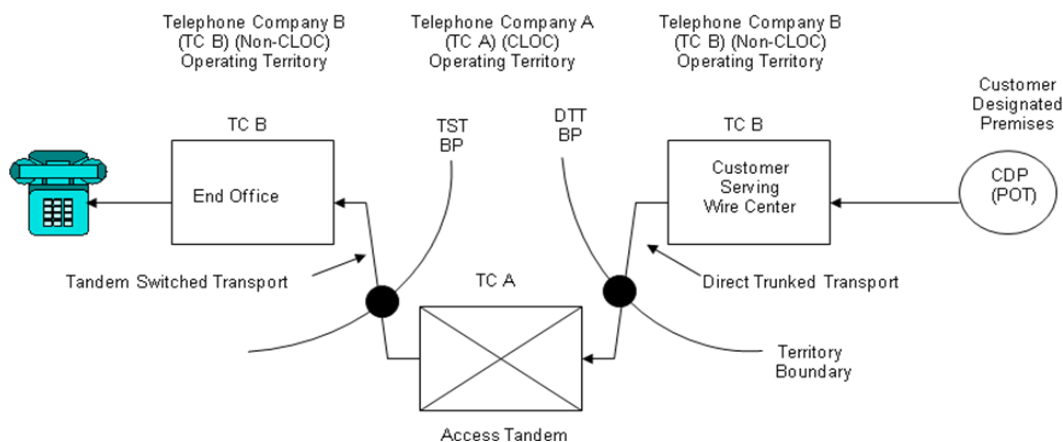 Telephone Company B
(TC B) (Non-CLOC)
Operating Territory
Telephone Company A
(TC A) (CLOC)
Operating Territory
Telephone Company B
(TC B) (Non-CLOC)
Operating Territory
Customer
Designated
Premises
TC B
TST
BP
DTT
BP
TC B
End Office
Customer
Serving
Wire Center
CDP
(POT)
Tandem Switched Transport
TC A
Direct Trunked Transport
Territory
Boundary
Access Tandem